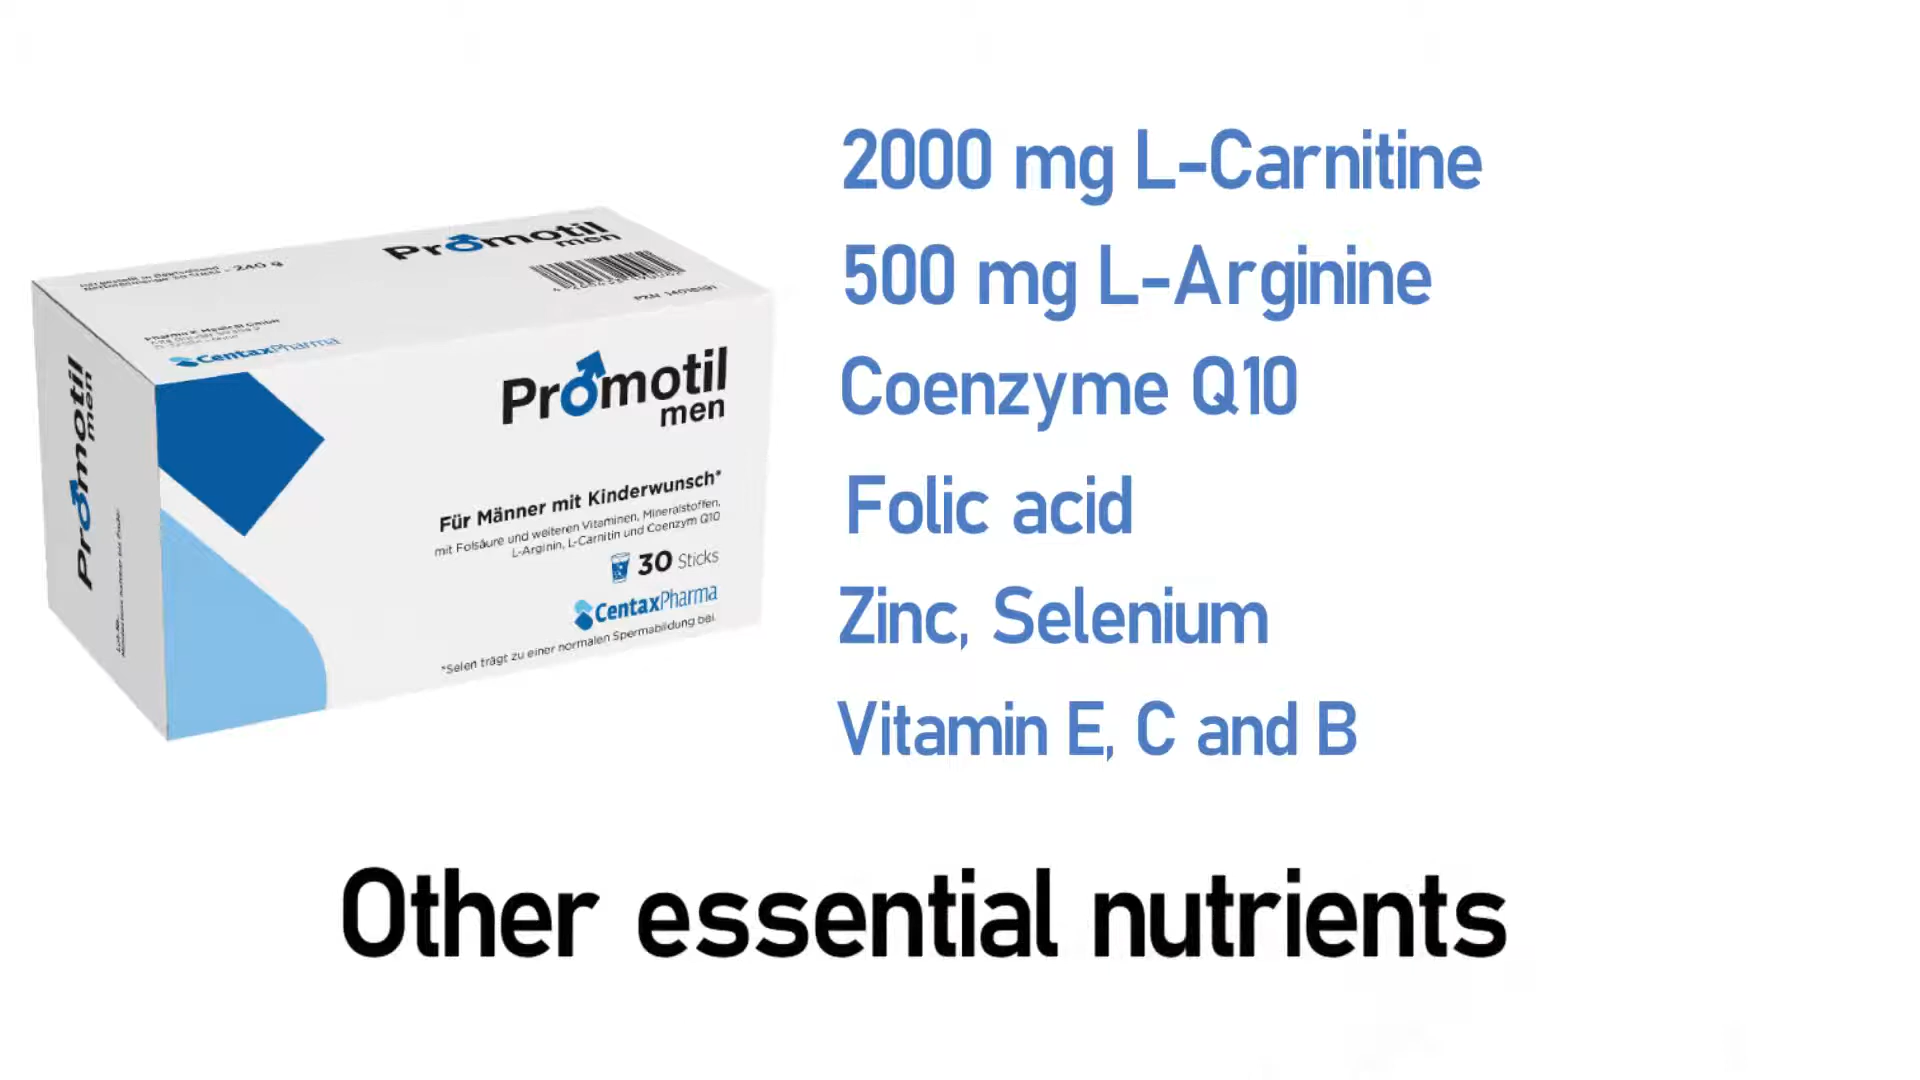 Promotil
men
240 g
CentaxPharma
Promotil
men
Promotil
men
Für Männer mit Kinderwunsch*
mit Folsäure und weiteren Vitaminen, Mineralstoffen,
L-Arginin, L-Carnitin und Coenzym Q10
30 Sticks
CentaxPharma
*Selen trägt zu einer normalen Spermabildung bei.
2000 mg L-Carnitine
500 mg L-Arginine
Coenzyme Q10
Folic acid
Zinc, Selenium
Vitamin E, C and B
Other essential nutrients